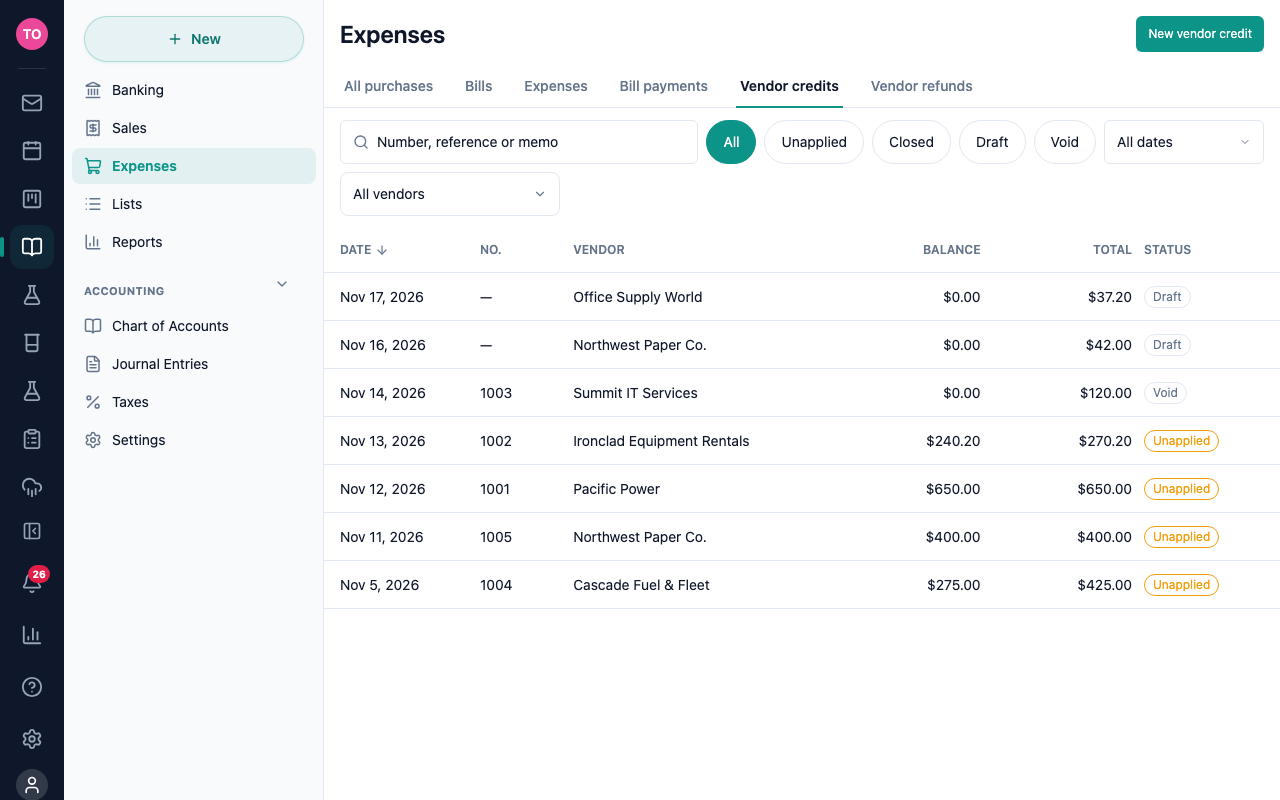 TO
26
New
Banking
Sales
Expenses
Lists
Reports
ACCOUNTING
Chart of Accounts
Journal Entries
Taxes
Settings
Expenses
New vendor credit
All purchases Bills Expenses Bill payments Vendor credits Vendor refunds
Number, reference or memo All Unapplied Closed Draft Void All dates
All vendors
DATE NO. VENDOR BALANCE TOTAL STATUS
Nov 17, 2026 — Office Supply World $0.00 $37.20 Draft
Nov 16, 2026 — Northwest Paper Co. $0.00 $42.00 Draft
Nov 14, 2026 1003 Summit IT Services $0.00 $120.00 Void
Nov 13, 2026 1002 Ironclad Equipment Rentals $240.20 $270.20 Unapplied
Nov 12, 2026 1001 Pacific Power $650.00 $650.00 Unapplied
Nov 11, 2026 1005 Northwest Paper Co. $400.00 $400.00 Unapplied
Nov 5, 2026 1004 Cascade Fuel & Fleet $275.00 $425.00 Unapplied